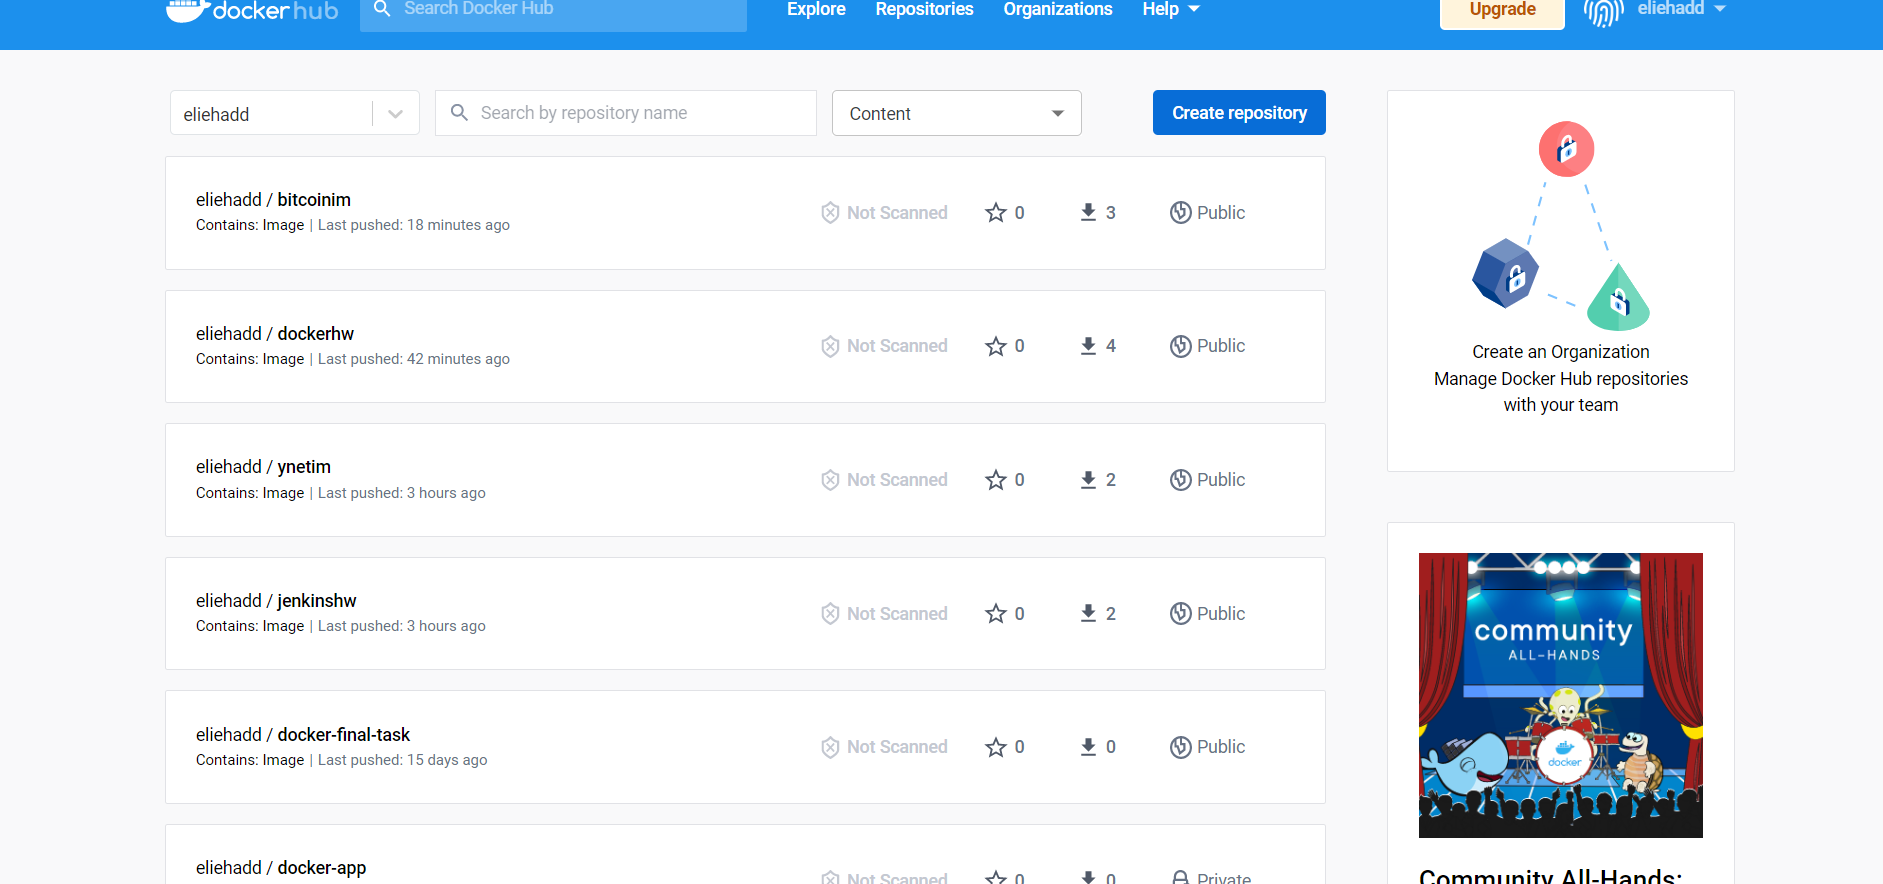 docker hub
Search Docker Hub
Explore
Repositories
Organizations
Help
Upgrade
eliehadd
eliehadd
Search by repository name
Content
Create repository
eliehadd / bitcoinim
Contains: Image | Last pushed: 18 minutes ago
Not Scanned
0
3
Public
eliehadd / dockerhw
Contains: Image | Last pushed: 42 minutes ago
Not Scanned
0
4
Public
eliehadd / ynetim
Contains: Image | Last pushed: 3 hours ago
Not Scanned
0
2
Public
eliehadd / jenkinshw
Contains: Image | Last pushed: 3 hours ago
Not Scanned
0
2
Public
eliehadd / docker-final-task
Contains: Image | Last pushed: 15 days ago
Not Scanned
0
0
Public
eliehadd / docker-app
Not Scanned
0
0
Private
Create an Organization
Manage Docker Hub repositories
with your team
community
ALL-HANDS
docker
Community All-Hands: